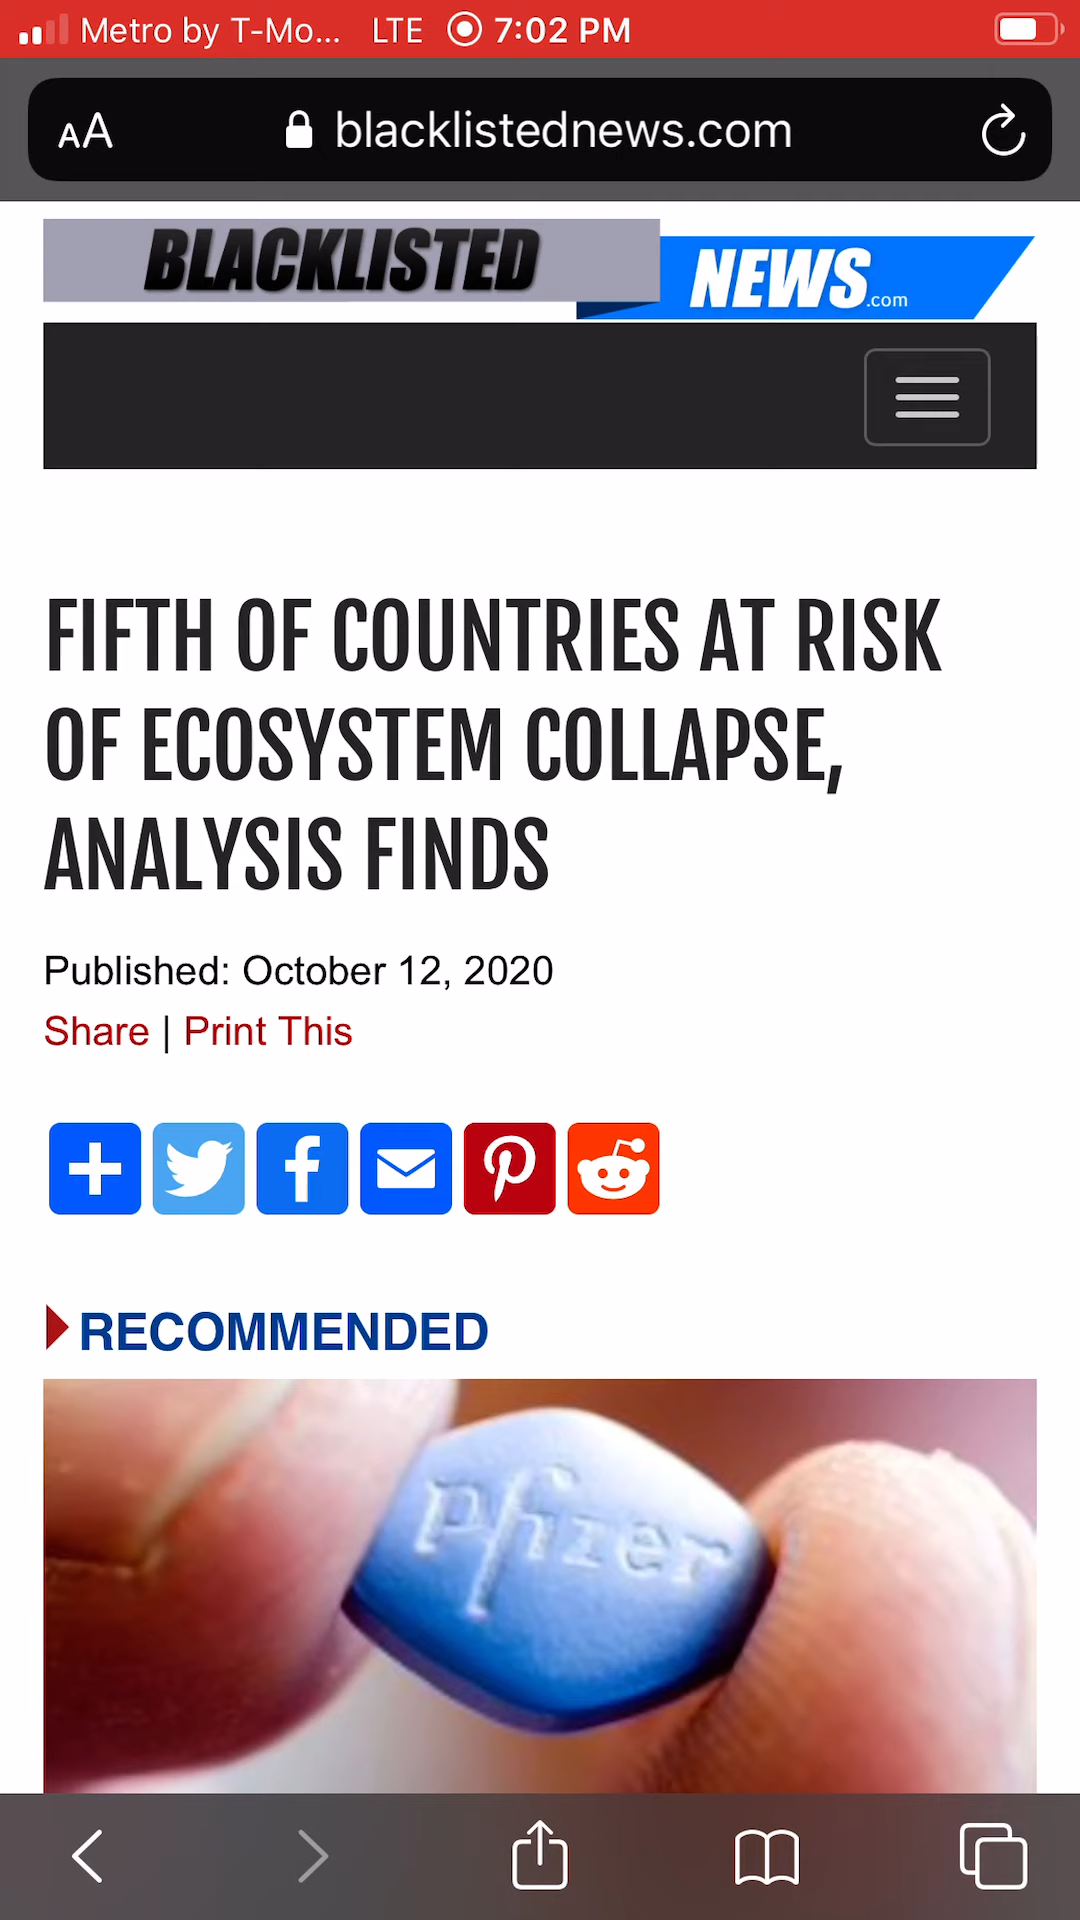 Metro by T-Mo... LTE 7:02 PM
AA blacklistednews.com
BLACKLISTED NEWS.com
FIFTH OF COUNTRIES AT RISK
OF ECOSYSTEM COLLAPSE,
ANALYSIS FINDS
Published: October 12, 2020
Share | Print This
RECOMMENDED
pfizer